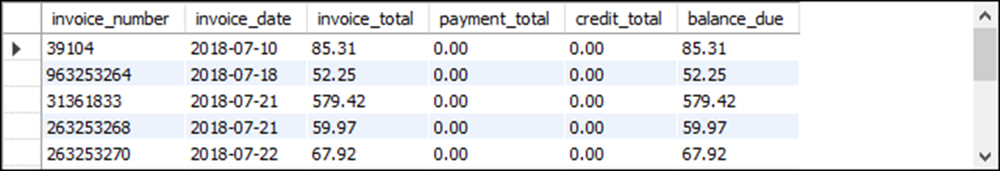 invoice_number invoice_date invoice_total payment_total credit_total balance_due
39104 2018-07-10 85.31 0.00 0.00 85.31
963253264 2018-07-18 52.25 0.00 0.00 52.25
31361833 2018-07-21 579.42 0.00 0.00 579.42
263253268 2018-07-21 59.97 0.00 0.00 59.97
263253270 2018-07-22 67.92 0.00 0.00 67.92